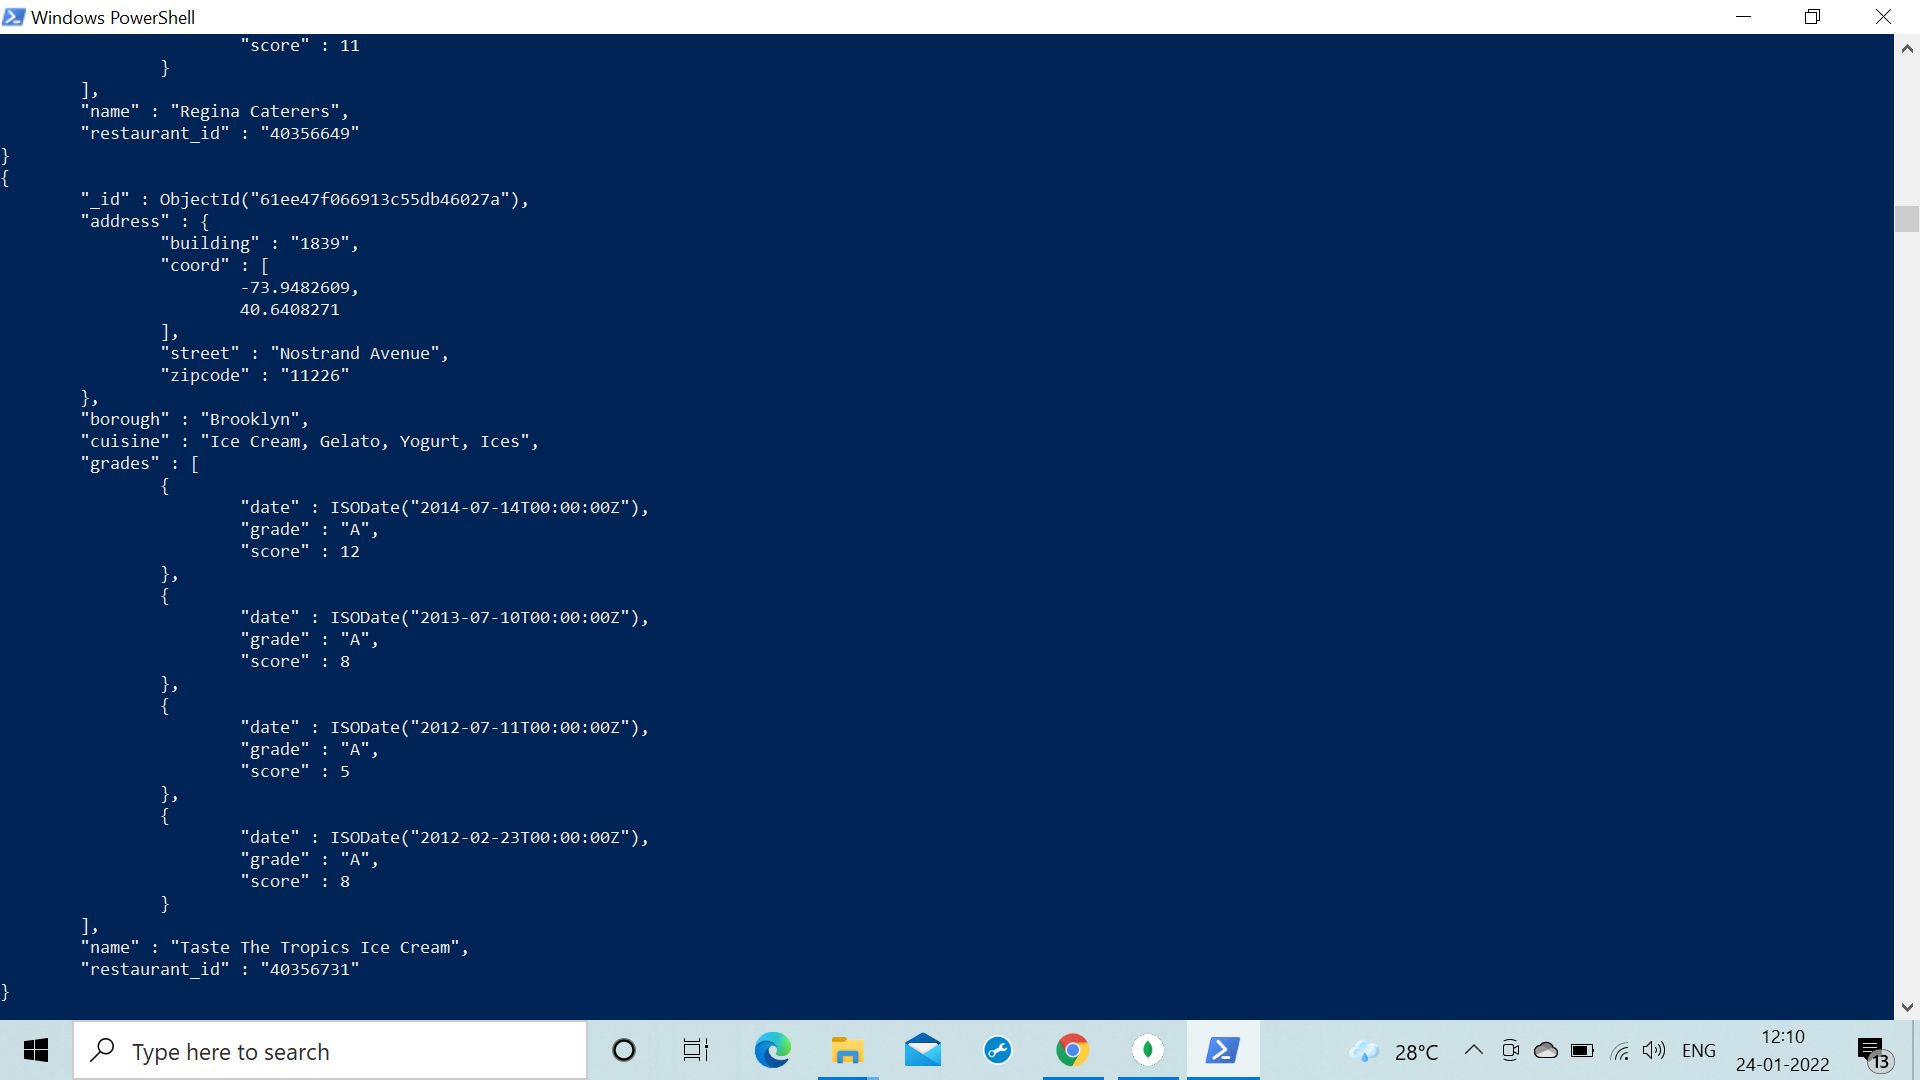 Windows PowerShell
"score" : 11
}
],
"name" : "Regina Caterers",
"restaurant_id" : "40356649"
}
{
"_id" : ObjectId("61ee47f066913c55db46027a"),
"address" : {
"building" : "1839",
"coord" : [
-73.9482609,
40.6408271
],
"street" : "Nostrand Avenue",
"zipcode" : "11226"
},
"borough" : "Brooklyn",
"cuisine" : "Ice Cream, Gelato, Yogurt, Ices",
"grades" : [
{
"date" : ISODate("2014-07-14T00:00:00Z"),
"grade" : "A",
"score" : 12
},
{
"date" : ISODate("2013-07-10T00:00:00Z"),
"grade" : "A",
"score" : 8
},
{
"date" : ISODate("2012-07-11T00:00:00Z"),
"grade" : "A",
"score" : 5
},
{
"date" : ISODate("2012-02-23T00:00:00Z"),
"grade" : "A",
"score" : 8
}
],
"name" : "Taste The Tropics Ice Cream",
"restaurant_id" : "40356731"
}
Type here to search
28°C
ENG
12:10
24-01-2022
13